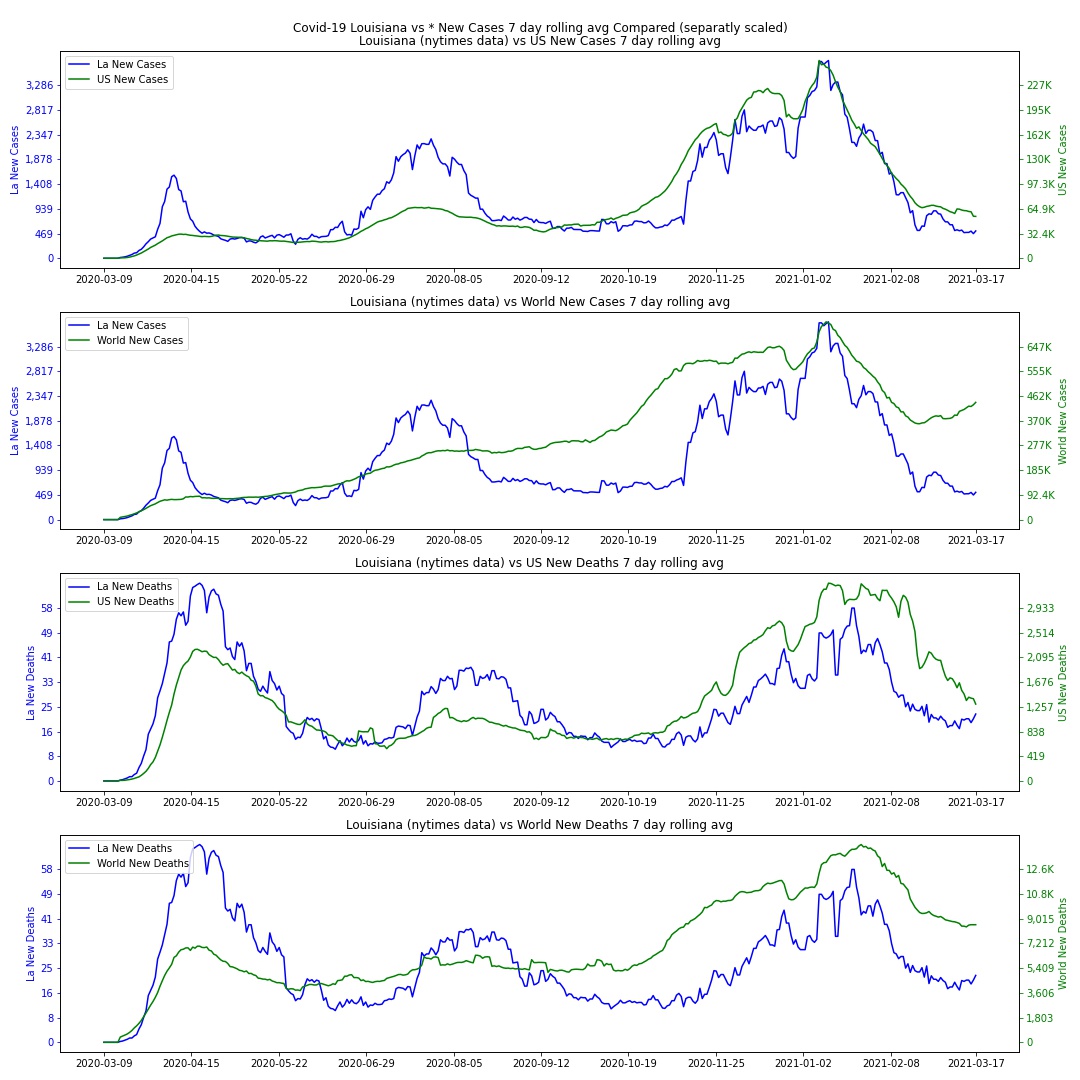 Covid-19 Louisiana vs * New Cases 7 day rolling avg Compared (separatly scaled)
Louisiana (nytimes data) vs US New Cases 7 day rolling avg
La New Cases
US New Cases
3,286
2,817
2,347
1,878
1,408
939
469
0
La New Cases
227K
195K
162K
130K
97.3K
64.9K
32.4K
0
US New Cases
2020-03-09 2020-04-15 2020-05-22 2020-06-29 2020-08-05 2020-09-12 2020-10-19 2020-11-25 2021-01-02 2021-02-08 2021-03-17
Louisiana (nytimes data) vs World New Cases 7 day rolling avg
La New Cases
World New Cases
3,286
2,817
2,347
1,878
1,408
939
469
0
La New Cases
647K
555K
462K
370K
277K
185K
92.4K
0
World New Cases
2020-03-09 2020-04-15 2020-05-22 2020-06-29 2020-08-05 2020-09-12 2020-10-19 2020-11-25 2021-01-02 2021-02-08 2021-03-17
Louisiana (nytimes data) vs US New Deaths 7 day rolling avg
La New Deaths
US New Deaths
58
49
41
33
25
16
8
0
La New Deaths
2,933
2,514
2,095
1,676
1,257
838
419
0
US New Deaths
2020-03-09 2020-04-15 2020-05-22 2020-06-29 2020-08-05 2020-09-12 2020-10-19 2020-11-25 2021-01-02 2021-02-08 2021-03-17
Louisiana (nytimes data) vs World New Deaths 7 day rolling avg
La New Deaths
World New Deaths
58
49
41
33
25
16
8
0
La New Deaths
12.6K
10.8K
9,015
7,212
5,409
3,606
1,803
0
World New Deaths
2020-03-09 2020-04-15 2020-05-22 2020-06-29 2020-08-05 2020-09-12 2020-10-19 2020-11-25 2021-01-02 2021-02-08 2021-03-17